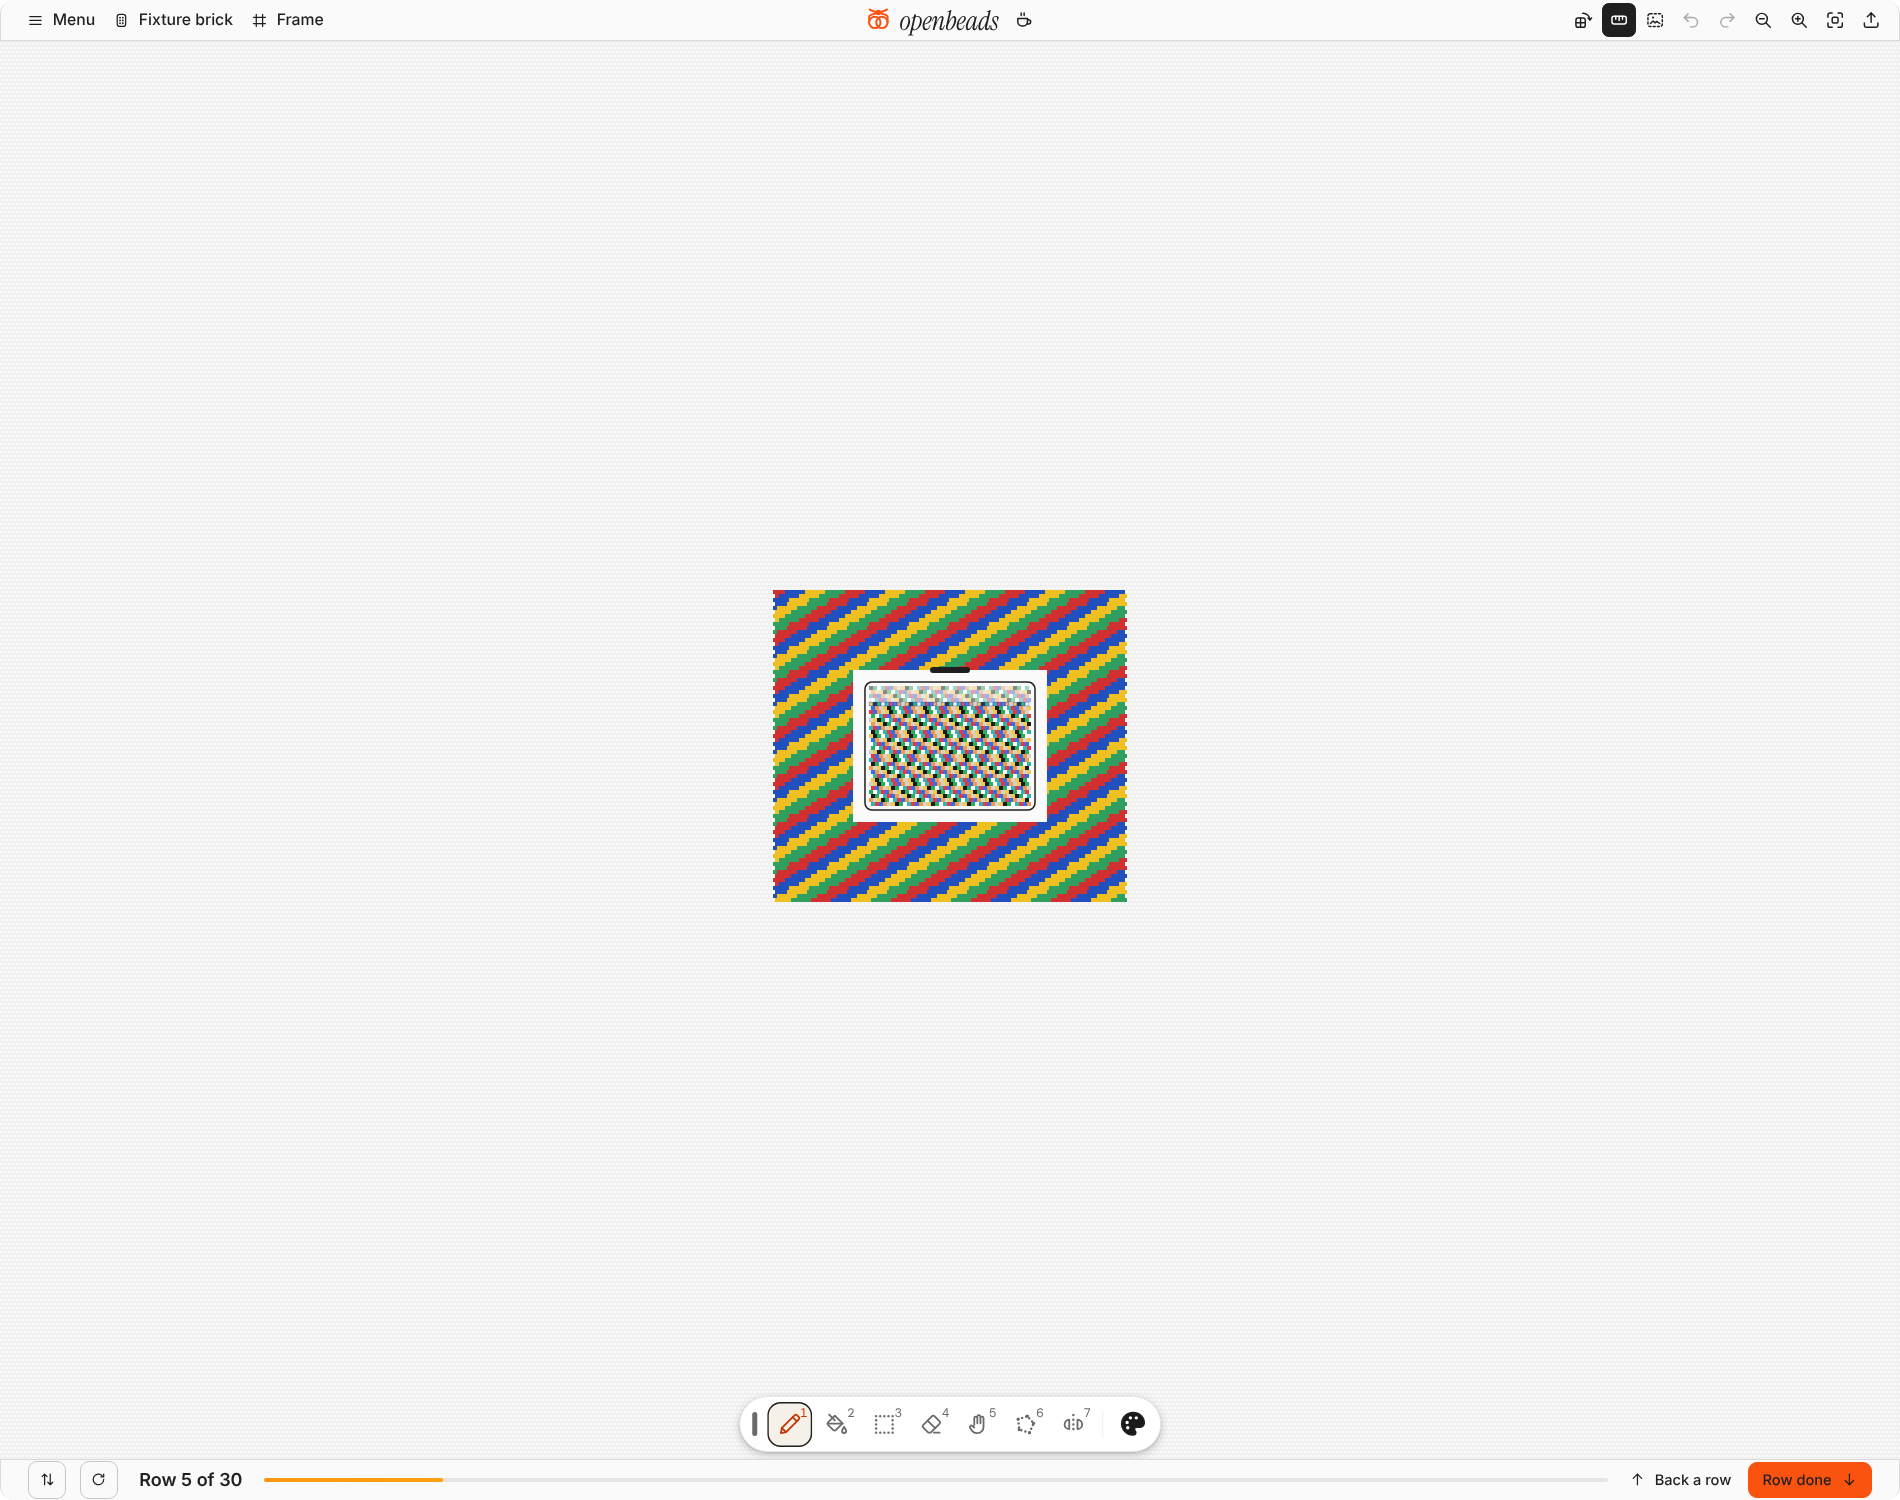 Menu
Fixture brick
Frame
openbeads
1
2
3
4
5
6
7
Row 5 of 30
Back a row
Row done